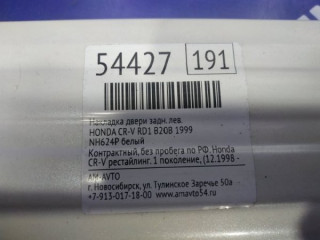 54427 191
Накладка двери задн. лев.
HONDA CR-V RD1 B20B 1999
NH624P белый
Контрактный, без пробега по РФ. Honda
CR-V рестайлинг. 1 поколение, (12.1998 -
АМ-АВТО
г. Новосибирск, ул. Тулинское Заречье 50а
+7-913-017-18-00 www.amavto54.ru